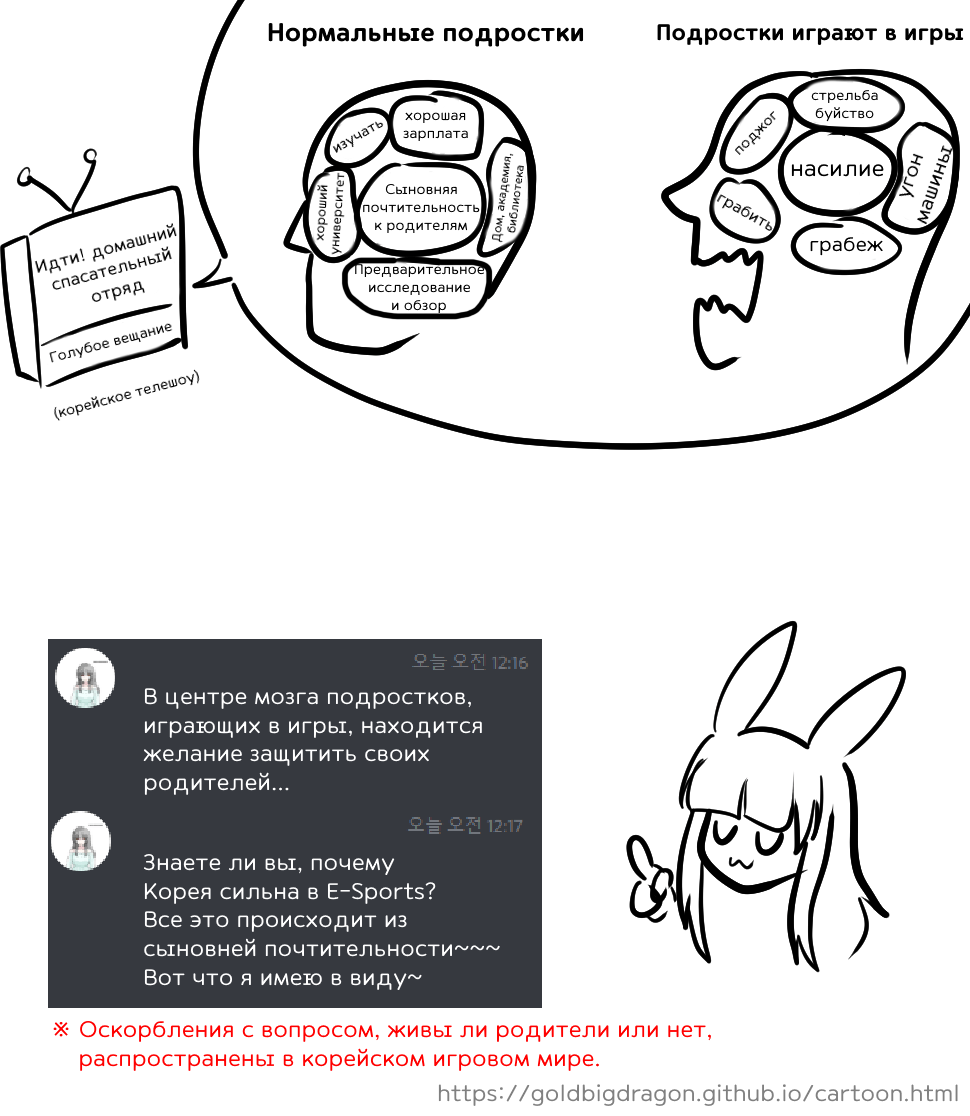 Нормальные подростки
Подростки играют в игры
изучать
хорошая
зарплата
хороший
университет
Сыновняя
почтительность
к родителям
Дом, академия,
библиотека
Предварительное
исследование
и обзор
поджог
стрельба
буйство
насилие
угон
машины
грабить
грабеж
Идти! домашний
спасательный
отряд
Голубое вещание
(корейское телешоу)
오늘 오전 12:16
В центре мозга подростков,
играющих в игры, находится
желание защитить своих
родителей...
오늘 오전 12:17
Знаете ли вы, почему
Корея сильна в E-Sports?
Все это происходит из
сыновней почтительности~~~
Вот что я имею в виду~
※ Оскорбления с вопросом, живы ли родители или нет,
распространены в корейском игровом мире.
https://goldbigdragon.github.io/cartoon.html